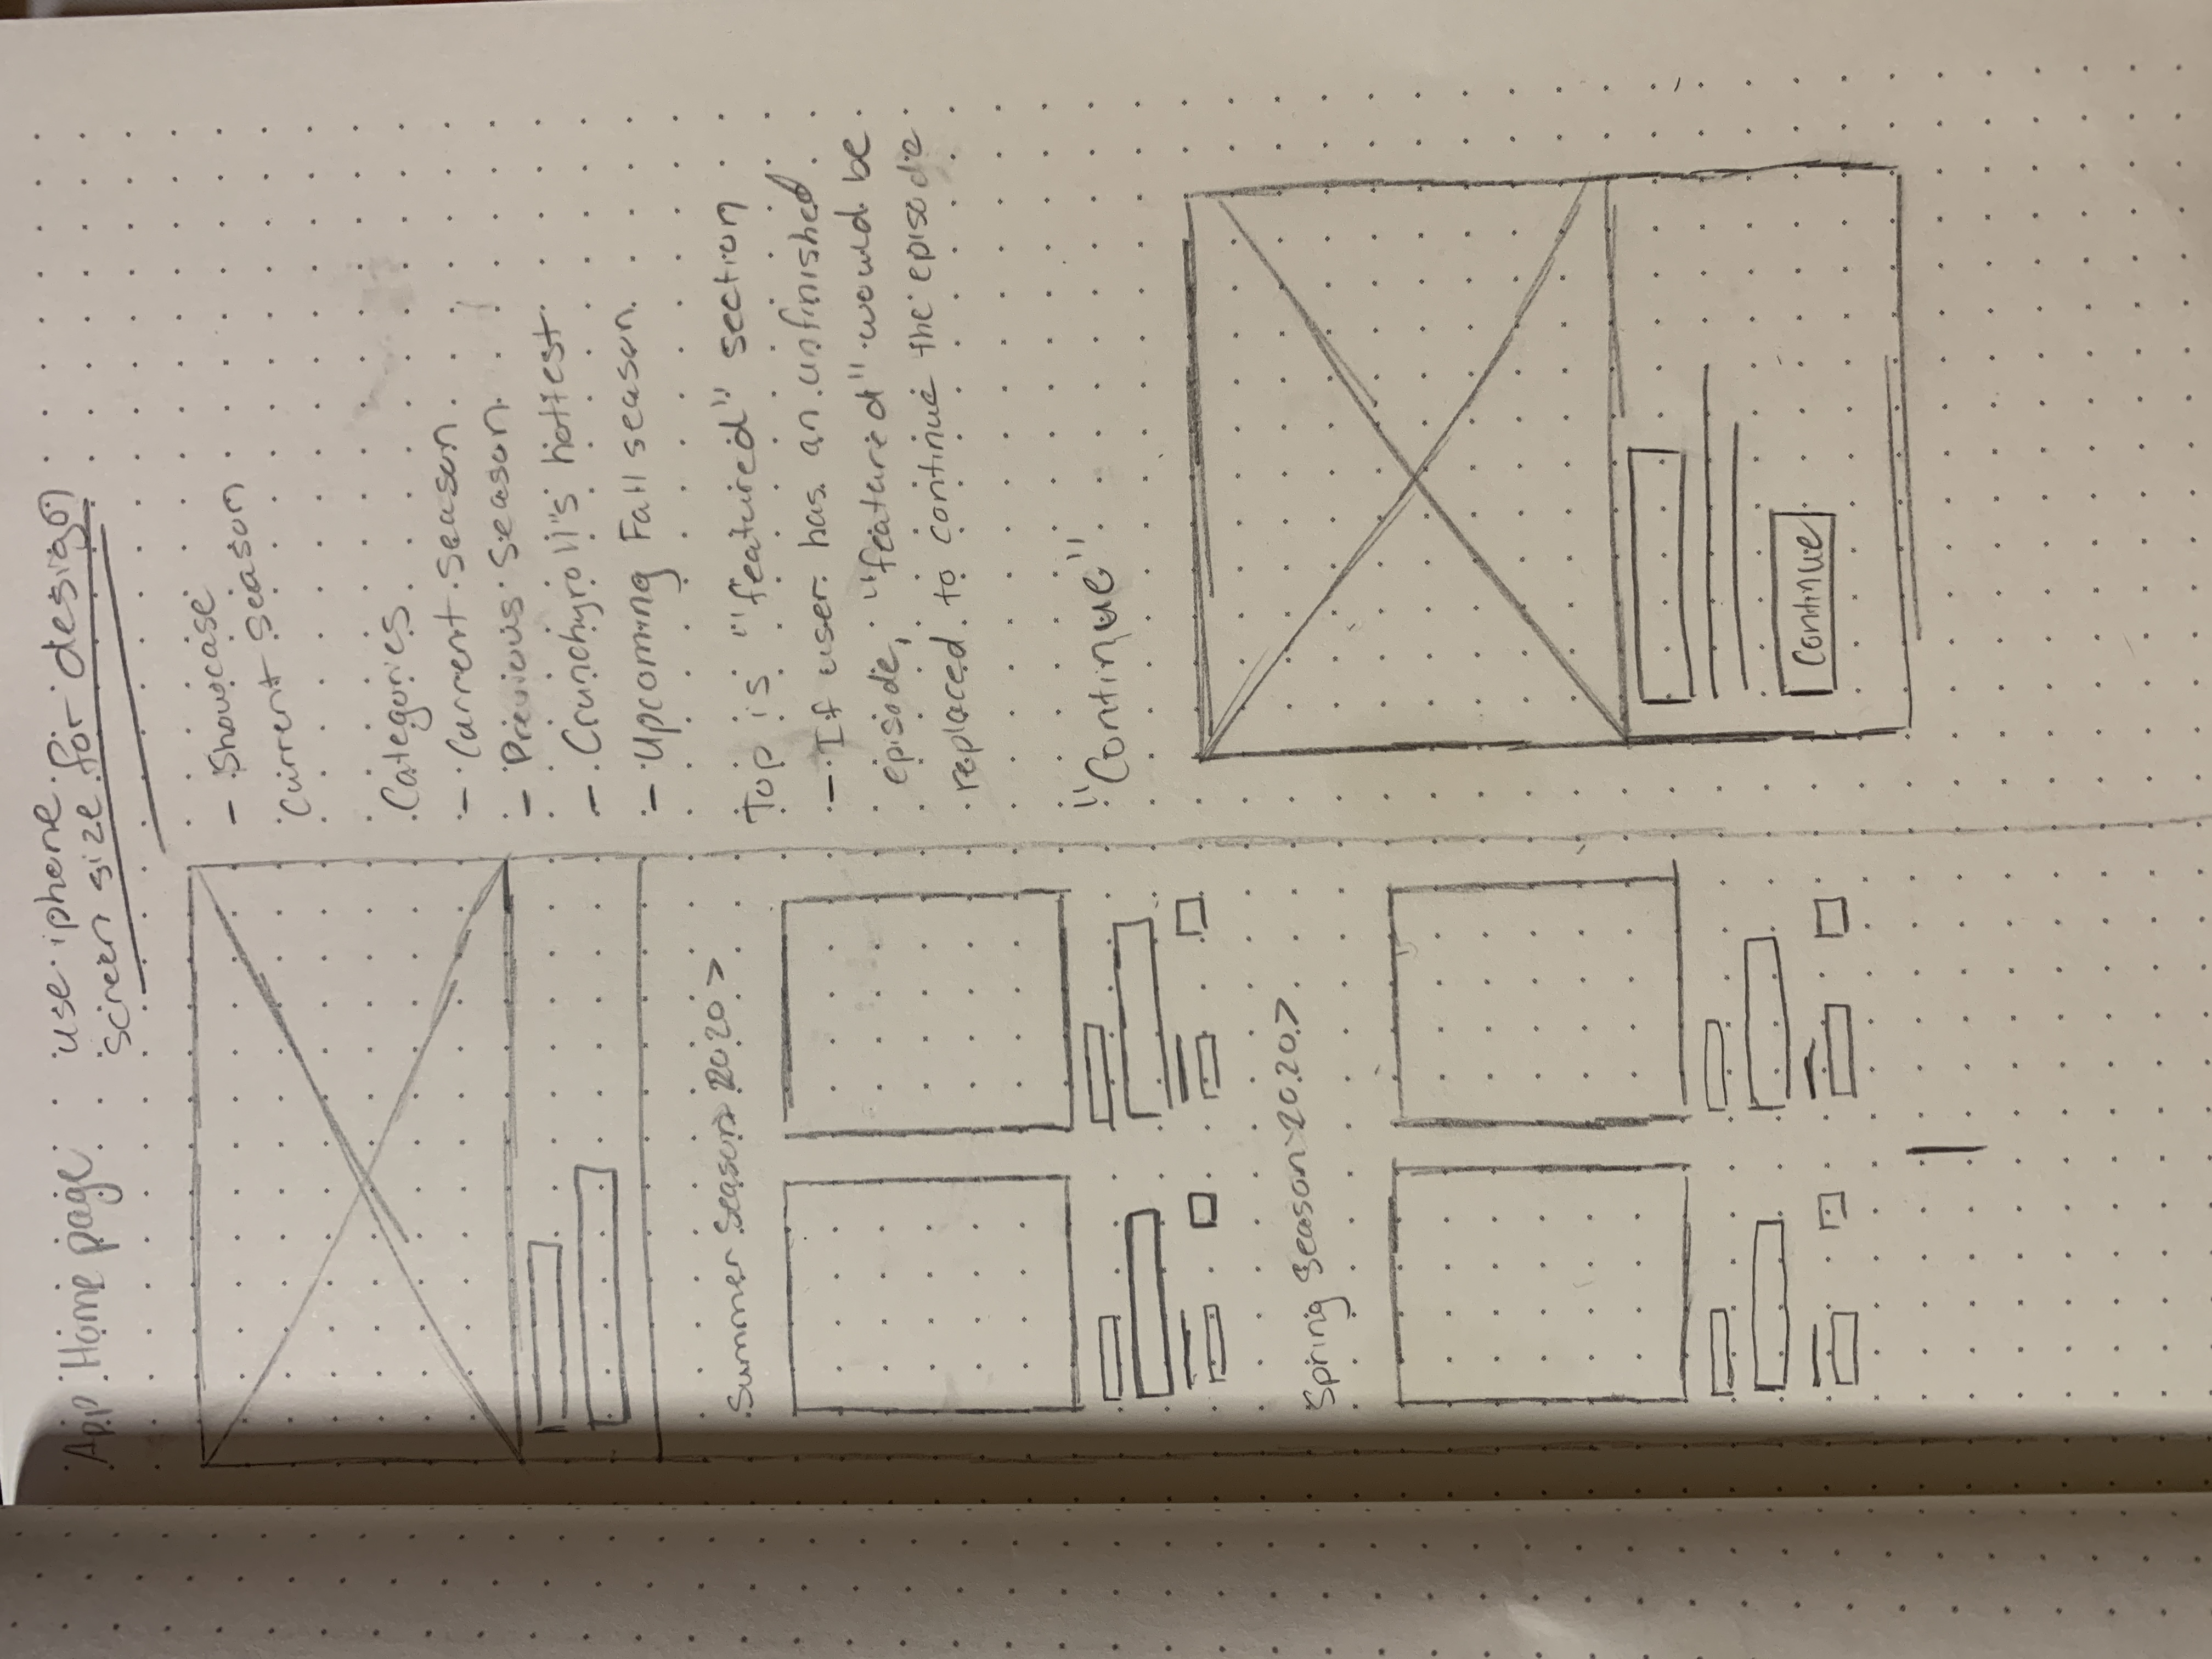 App Home page
use iphone
screen size for design
- Showcase
Current Season
Categories
- Current Season
- Previous Season
- Crunchyroll's hottest
- Upcoming Fall season
Summer Season 2020 >
Top is "featured" section
- If user has an unfinished
episode, "featured" would be
replaced to continue the episode
"Continue"
Spring Season 2020 >
Continue